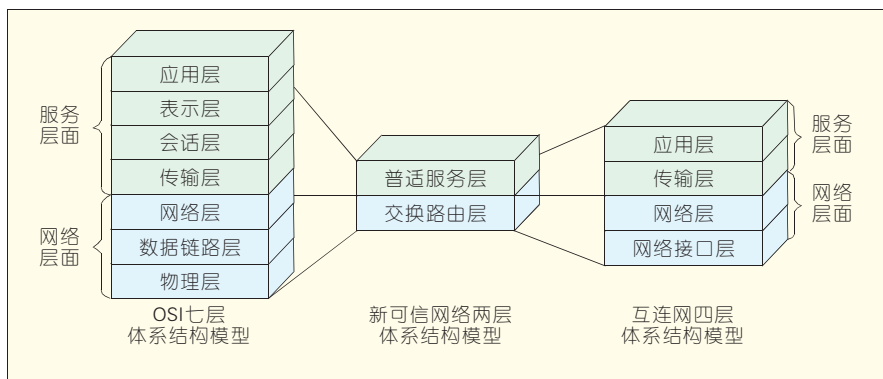 服务
层面
网络
层面
应用层
表示层
会话层
传输层
网络层
数据链路层
物理层
OSI七层
体系结构模型
普适服务层
交换路由层
新可信网络两层
体系结构模型
应用层
传输层
网络层
网络接口层
互连网四层
体系结构模型
服务
层面
网络
层面